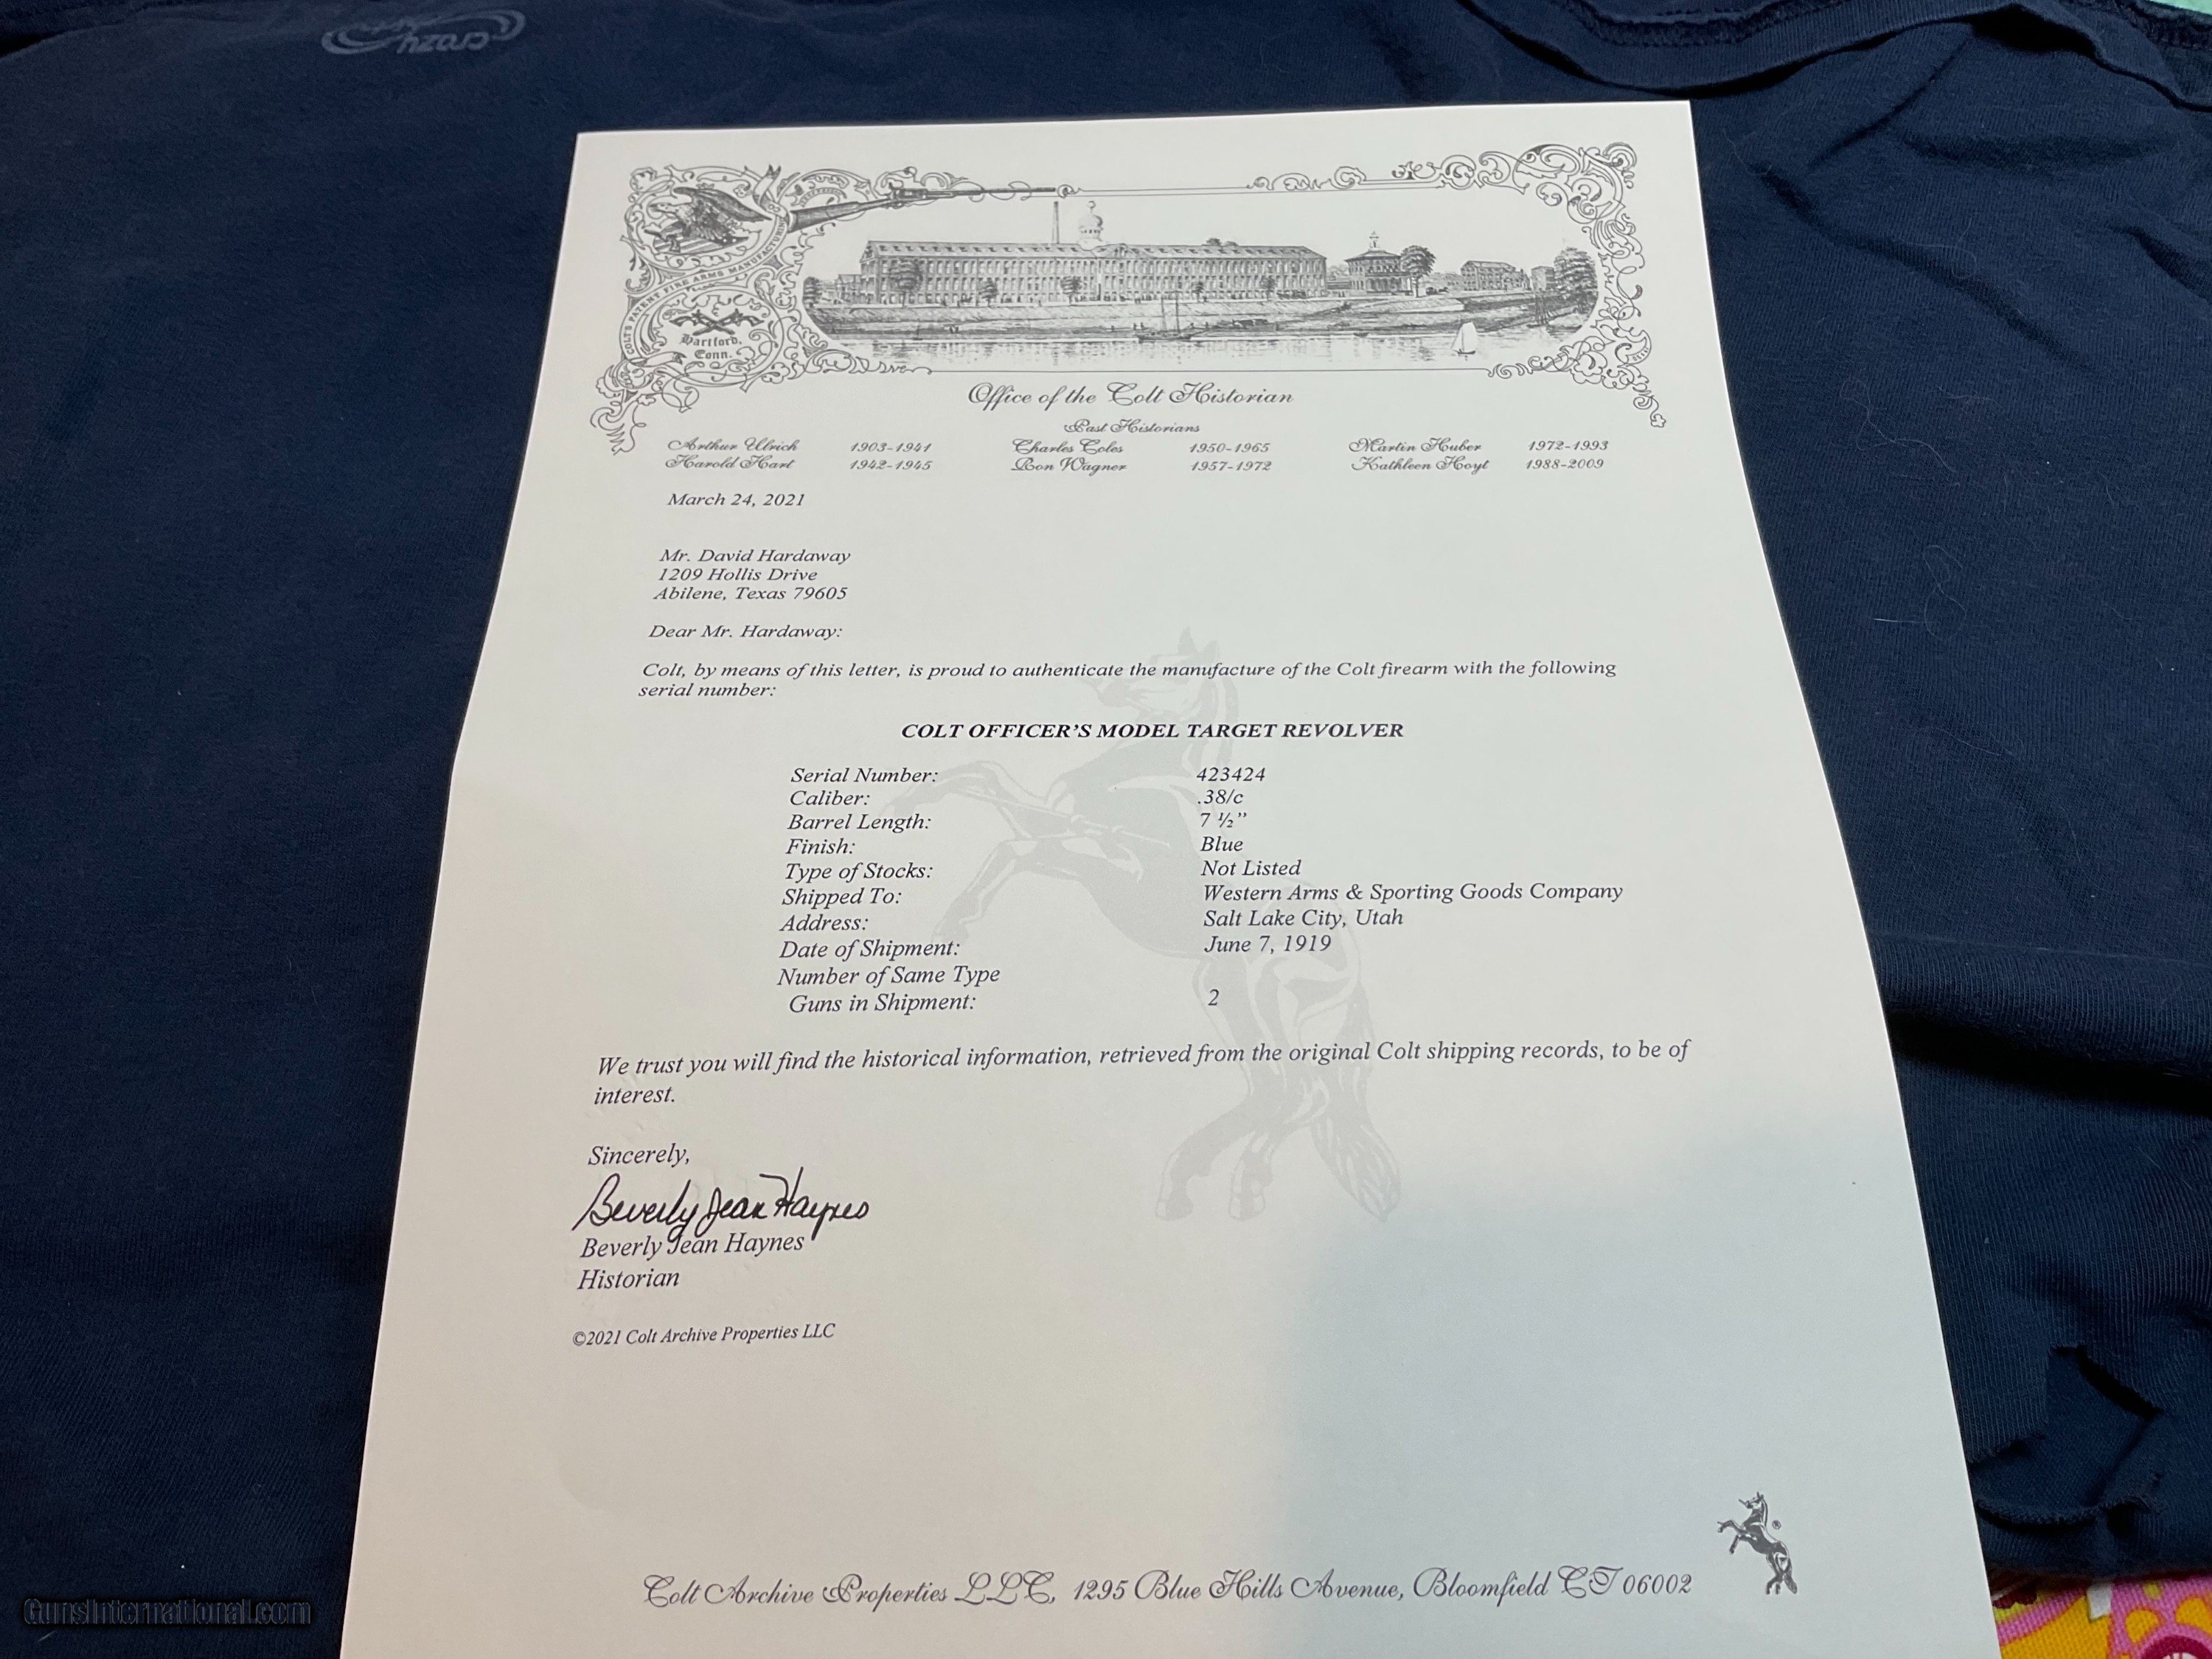 crazy
COLT'S PATENT FIRE ARMS MANUFACTURING
Hartford,
Conn.
Office of the Colt Historian
Past Historians
Arthur Ulrich 1903-1941 Charles Coles 1950-1965 Martin Huber 1972-1993
Harold Hart 1942-1945 Ron Wagner 1957-1972 Kathleen Hoyt 1988-2009
March 24, 2021
Mr. David Hardaway
1209 Hollis Drive
Abilene, Texas 79605
Dear Mr. Hardaway:
Colt, by means of this letter, is proud to authenticate the manufacture of the Colt firearm with the following
serial number:
COLT OFFICER'S MODEL TARGET REVOLVER
Serial Number: 423424
Caliber: .38/c
Barrel Length: 7 ½"
Finish: Blue
Type of Stocks: Not Listed
Shipped To: Western Arms & Sporting Goods Company
Address: Salt Lake City, Utah
Date of Shipment: June 7, 1919
Number of Same Type
Guns in Shipment: 2
We trust you will find the historical information, retrieved from the original Colt shipping records, to be of
interest.
Sincerely,
Beverly Jean Haynes
Beverly Jean Haynes
Historian
©2021 Colt Archive Properties LLC
®
Colt Archive Properties LLC, 1295 Blue Hills Avenue, Bloomfield CT 06002
GunsInternational.com